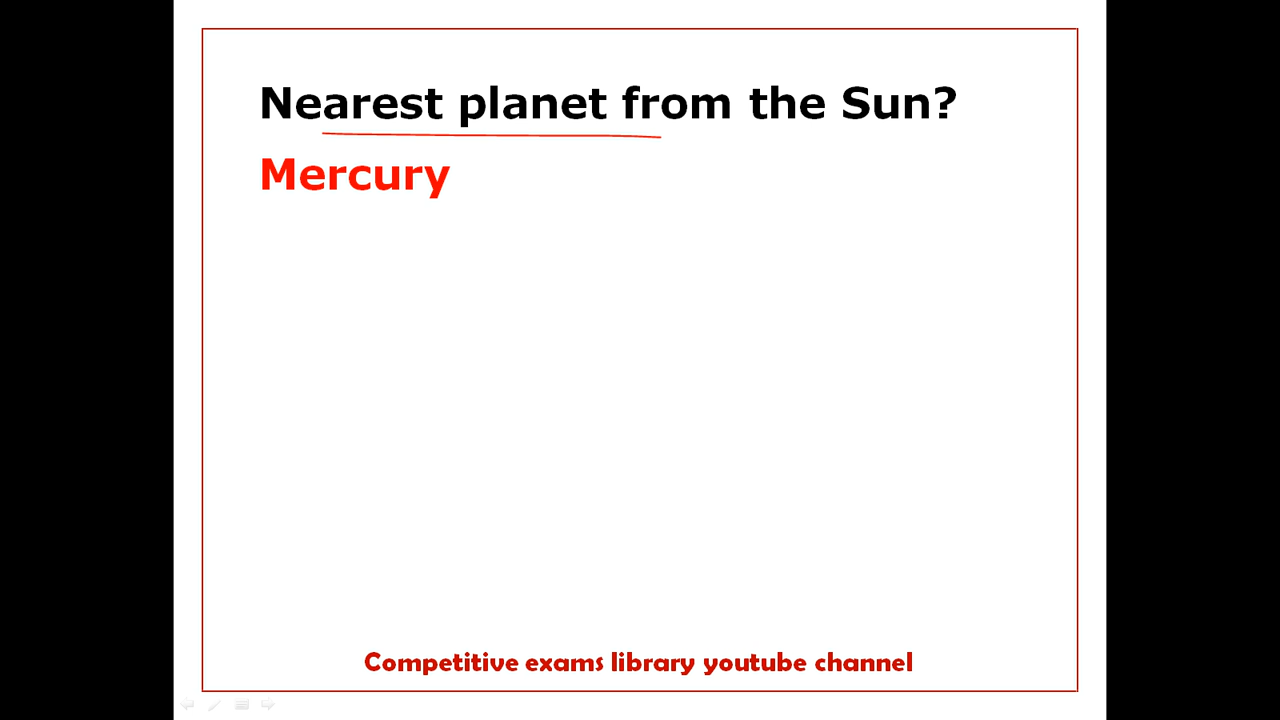 Nearest planet from the Sun?
Mercury
Competitive exams library youtube channel